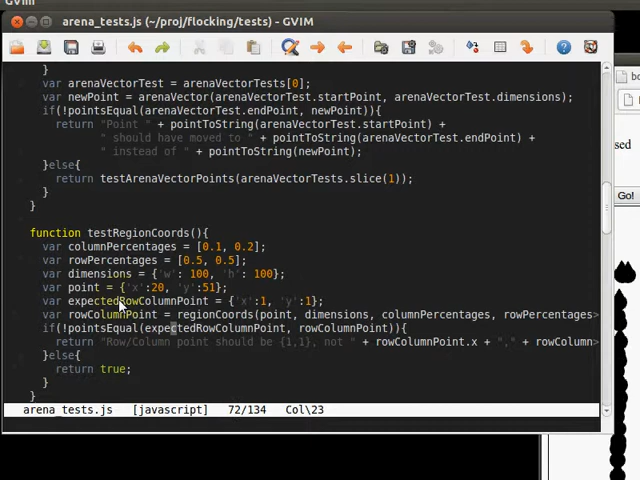 GVim
arena_tests.js (~/proj/flocking/tests) - GVIM
}
var arenaVectorTest = arenaVectorTests[0];
var newPoint = arenaVector(arenaVectorTest.startPoint, arenaVectorTest.dimensions);
if(!pointsEqual(arenaVectorTest.endPoint, newPoint)){
return "Point " + pointToString(arenaVectorTest.startPoint) +
" should have moved to " + pointToString(arenaVectorTest.endPoint) +
" instead of " + pointToString(newPoint);
}else{
return testArenaVectorPoints(arenaVectorTests.slice(1));
}
}
function testRegionCoords(){
var columnPercentages = [0.1, 0.2];
var rowPercentages = [0.5, 0.5];
var dimensions = {'w': 100, 'h': 100};
var point = {'x':20, 'y':51};
var expectedRowColumnPoint = {'x':1, 'y':1};
var rowColumnPoint = regionCoords(point, dimensions, columnPercentages, rowPercentages>
if(!pointsEqual(expectedRowColumnPoint, rowColumnPoint)){
return "Row/Column point should be {1,1}, not " + rowColumnPoint.x + "," + rowColumn>
}else{
return true;
}
}
arena_tests.js [javascript] 72/134 Col\23
bo
sed
Go!